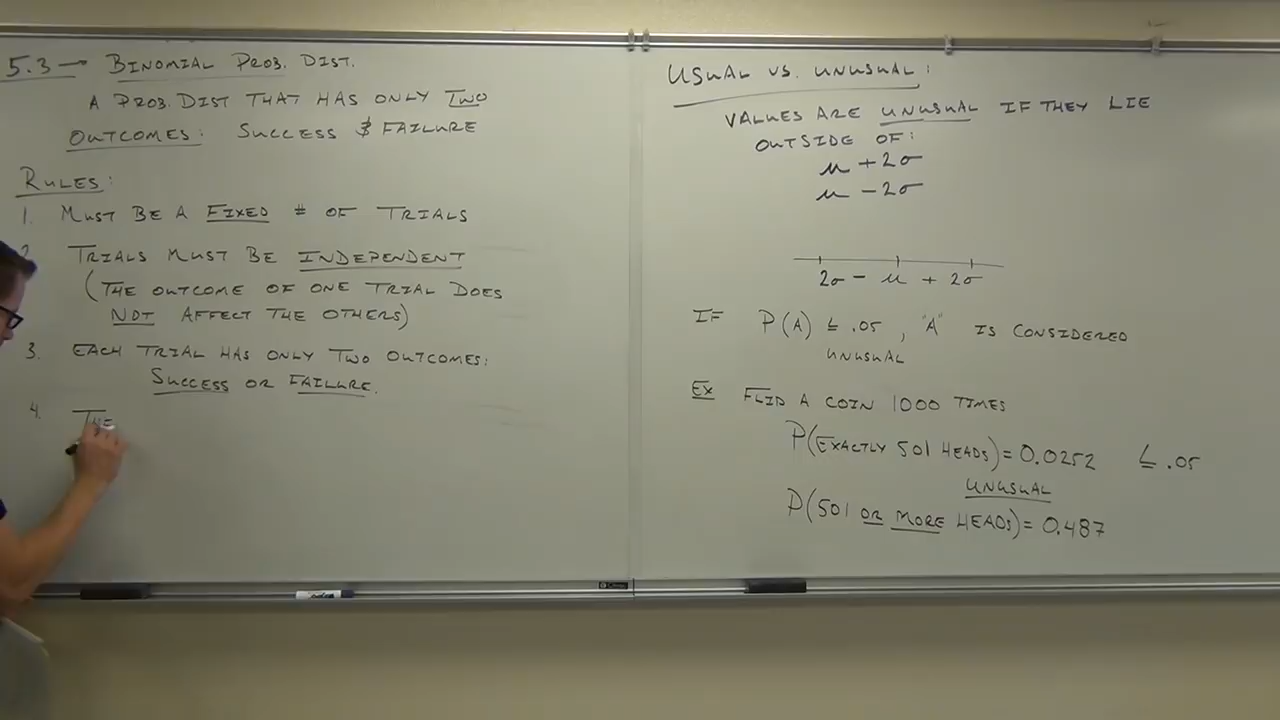 5.3 → BINOMIAL PROB. DIST.
A PROB. DIST THAT HAS ONLY TWO
OUTCOMES: SUCCESS & FAILURE
RULES:
1. MUST BE A FIXED # OF TRIALS
2. TRIALS MUST BE INDEPENDENT
(THE OUTCOME OF ONE TRIAL DOES
NOT AFFECT THE OTHERS)
3. EACH TRIAL HAS ONLY TWO OUTCOMES:
SUCCESS OR FAILURE.
4. THE
USUAL VS. UNUSUAL:
VALUES ARE UNUSUAL IF THEY LIE
OUTSIDE OF:
μ + 2σ
μ - 2σ
2σ - μ + 2σ
IF P(A) ≤ .05, "A" IS CONSIDERED
UNUSUAL
EX FLIP A COIN 1000 TIMES
P(EXACTLY 501 HEADS) = 0.0252 ≤ .05
UNUSUAL
P(501 OR MORE HEADS) = 0.487